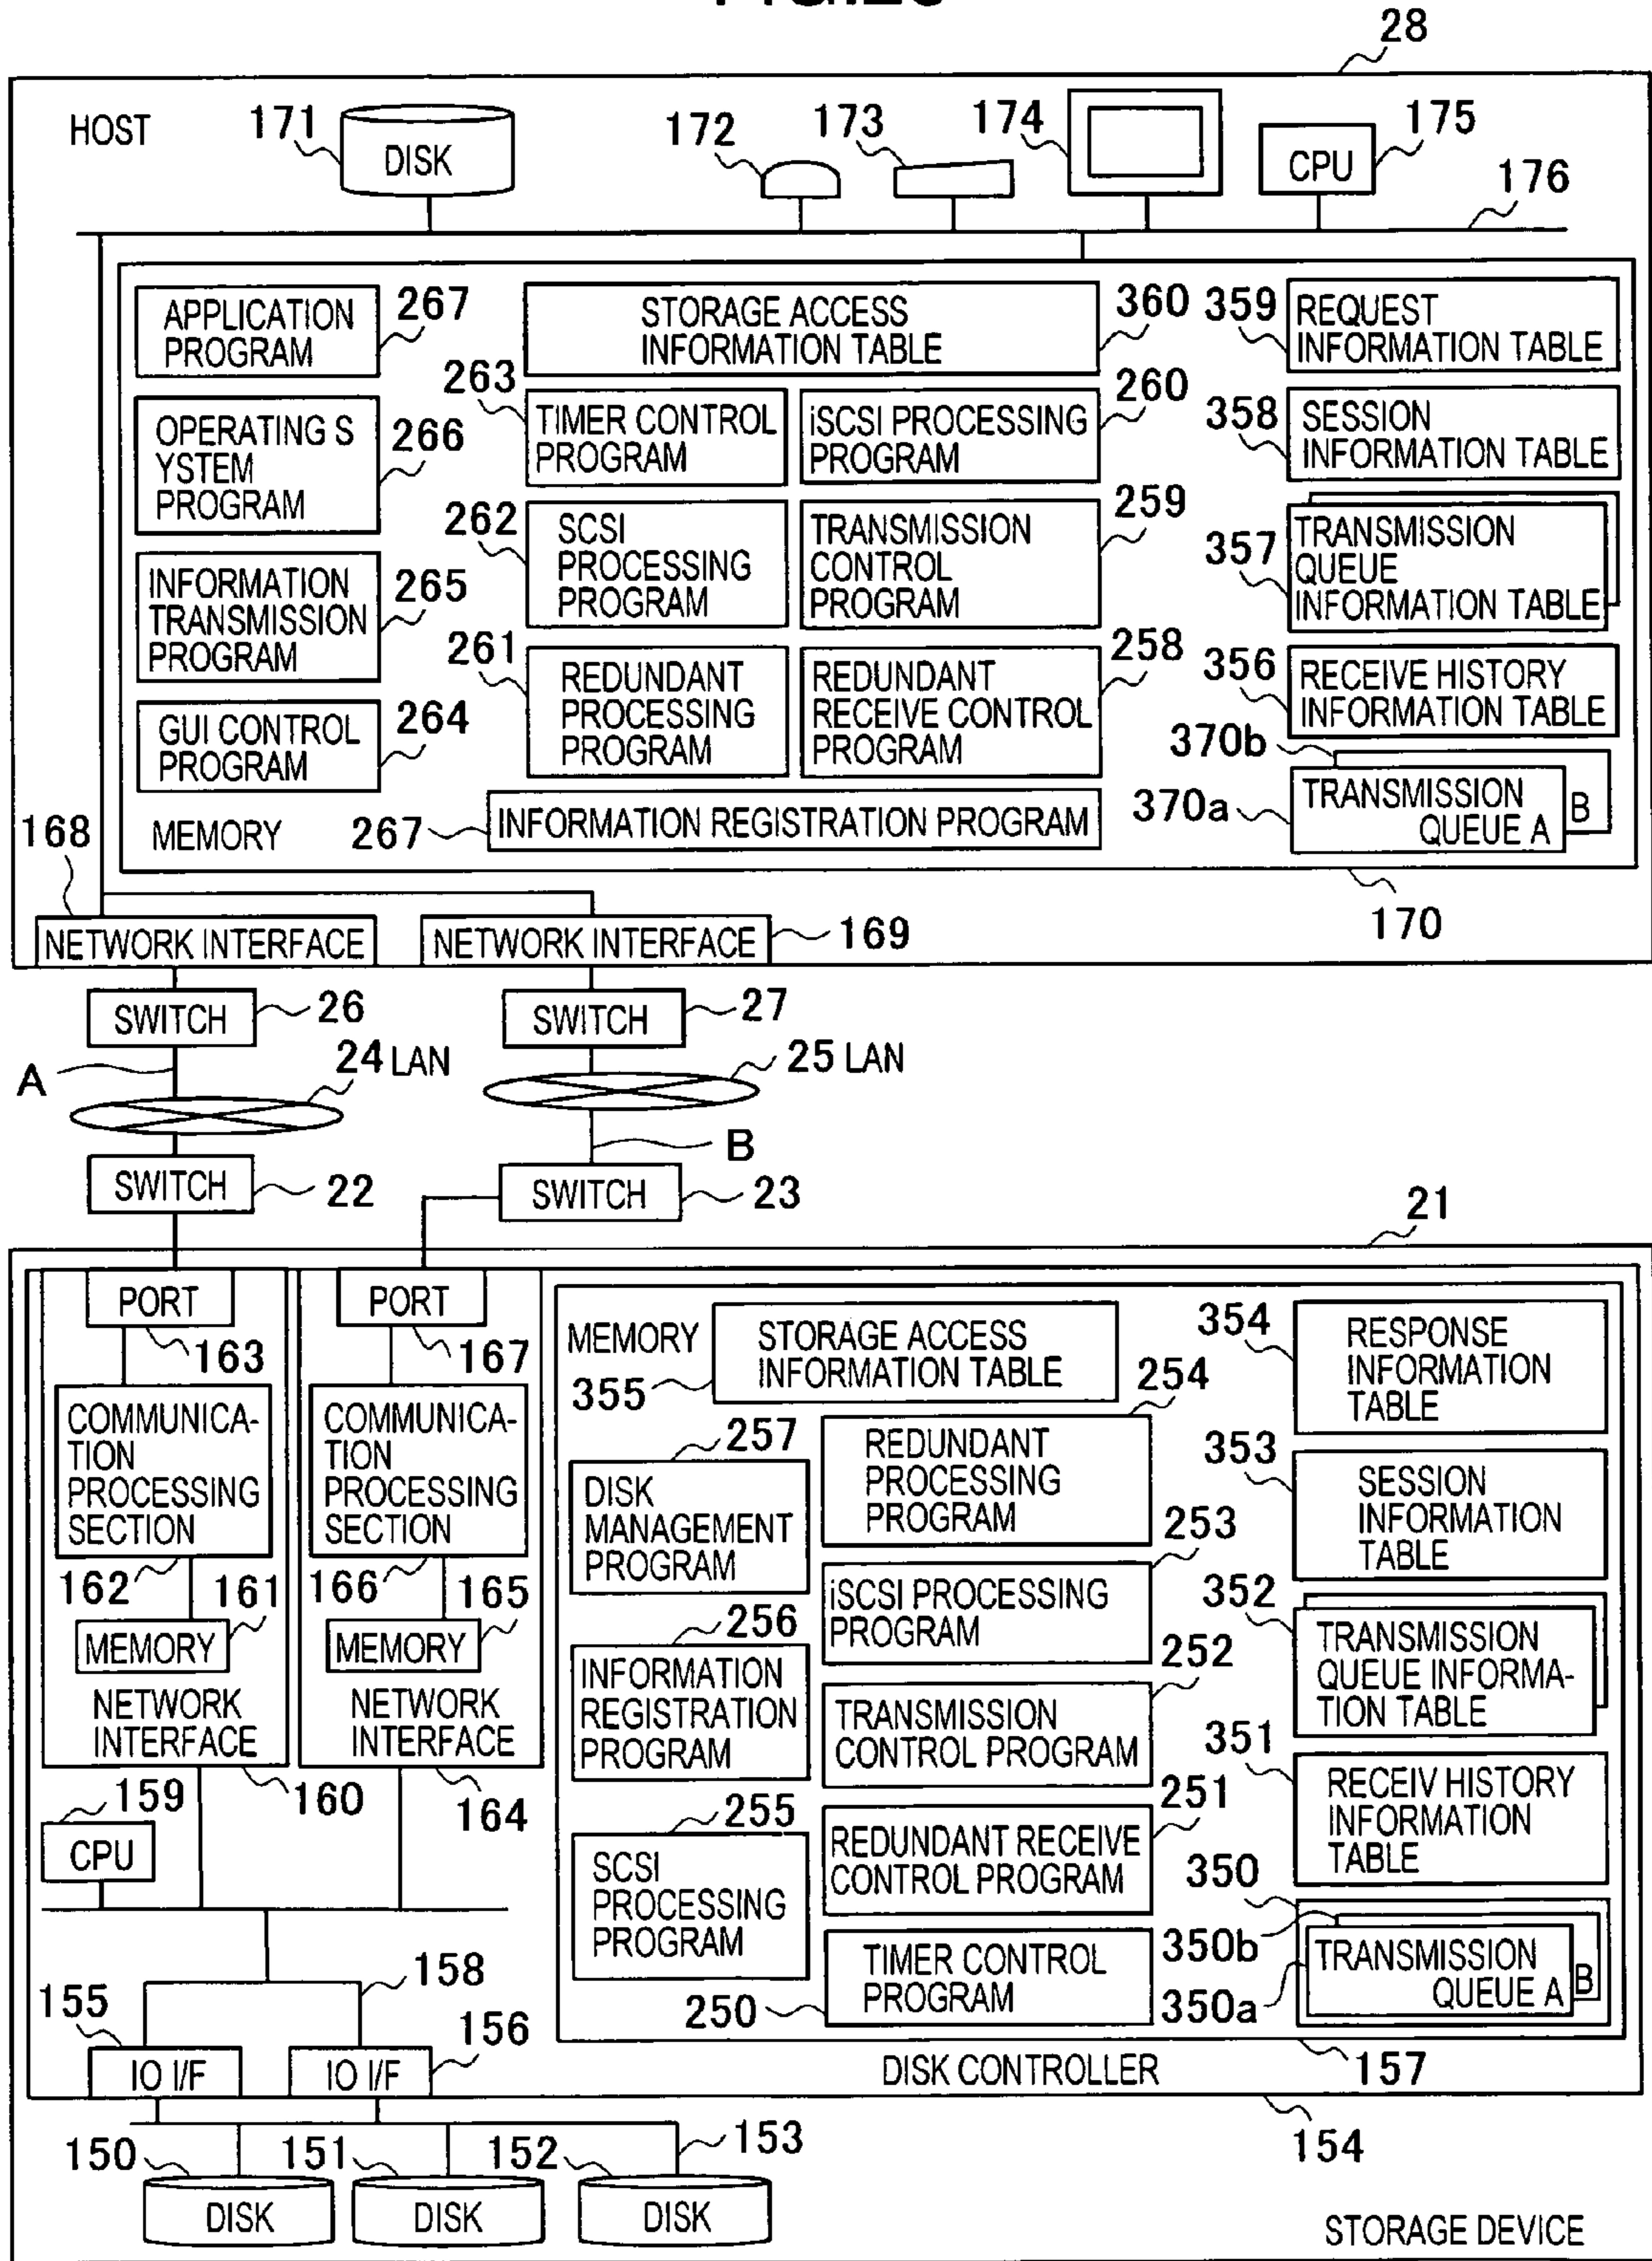 28
HOST
171
DISK
172
173
174
CPU
175
176
APPLICATION
PROGRAM
267
STORAGE ACCESS
INFORMATION TABLE
360
359
REQUEST
INFORMATION TABLE
263
TIMER CONTROL
PROGRAM
iSCSI PROCESSING
PROGRAM
260
358
SESSION
INFORMATION TABLE
OPERATING S
YSTEM
PROGRAM
266
262
SCSI
PROCESSING
PROGRAM
TRANSMISSION
CONTROL
PROGRAM
259
357
TRANSMISSION
QUEUE
INFORMATION TABLE
INFORMATION
TRANSMISSION
PROGRAM
265
261
REDUNDANT
PROCESSING
PROGRAM
REDUNDANT
RECEIVE CONTROL
PROGRAM
258
356
RECEIVE HISTORY
INFORMATION TABLE
GUI CONTROL
PROGRAM
264
370b
370a
TRANSMISSION
QUEUE A
B
168
MEMORY
267
INFORMATION REGISTRATION PROGRAM
170
NETWORK INTERFACE
NETWORK INTERFACE
169
SWITCH
26
SWITCH
27
A
24 LAN
25 LAN
B
SWITCH
22
SWITCH
23
21
PORT
163
PORT
167
MEMORY
STORAGE ACCESS
INFORMATION TABLE
355
354
RESPONSE
INFORMATION
TABLE
COMMUNICA-
TION
PROCESSING
SECTION
162
COMMUNICA-
TION
PROCESSING
SECTION
166
254
REDUNDANT
PROCESSING
PROGRAM
257
DISK
MANAGEMENT
PROGRAM
353
SESSION
INFORMATION
TABLE
161
MEMORY
165
MEMORY
253
iSCSI PROCESSING
PROGRAM
352
TRANSMISSION
QUEUE INFORMA-
TION TABLE
256
INFORMATION
REGISTRATION
PROGRAM
252
TRANSMISSION
CONTROL PROGRAM
NETWORK
INTERFACE
160
NETWORK
INTERFACE
164
351
RECEIV HISTORY
INFORMATION
TABLE
159
CPU
255
SCSI
PROCESSING
PROGRAM
251
REDUNDANT RECEIVE
CONTROL PROGRAM
350
350b
350a
TRANSMISSION
QUEUE A
B
250
TIMER CONTROL
PROGRAM
158
155
IO I/F
156
IO I/F
DISK CONTROLLER
157
154
150
DISK
151
DISK
152
DISK
153
STORAGE DEVICE